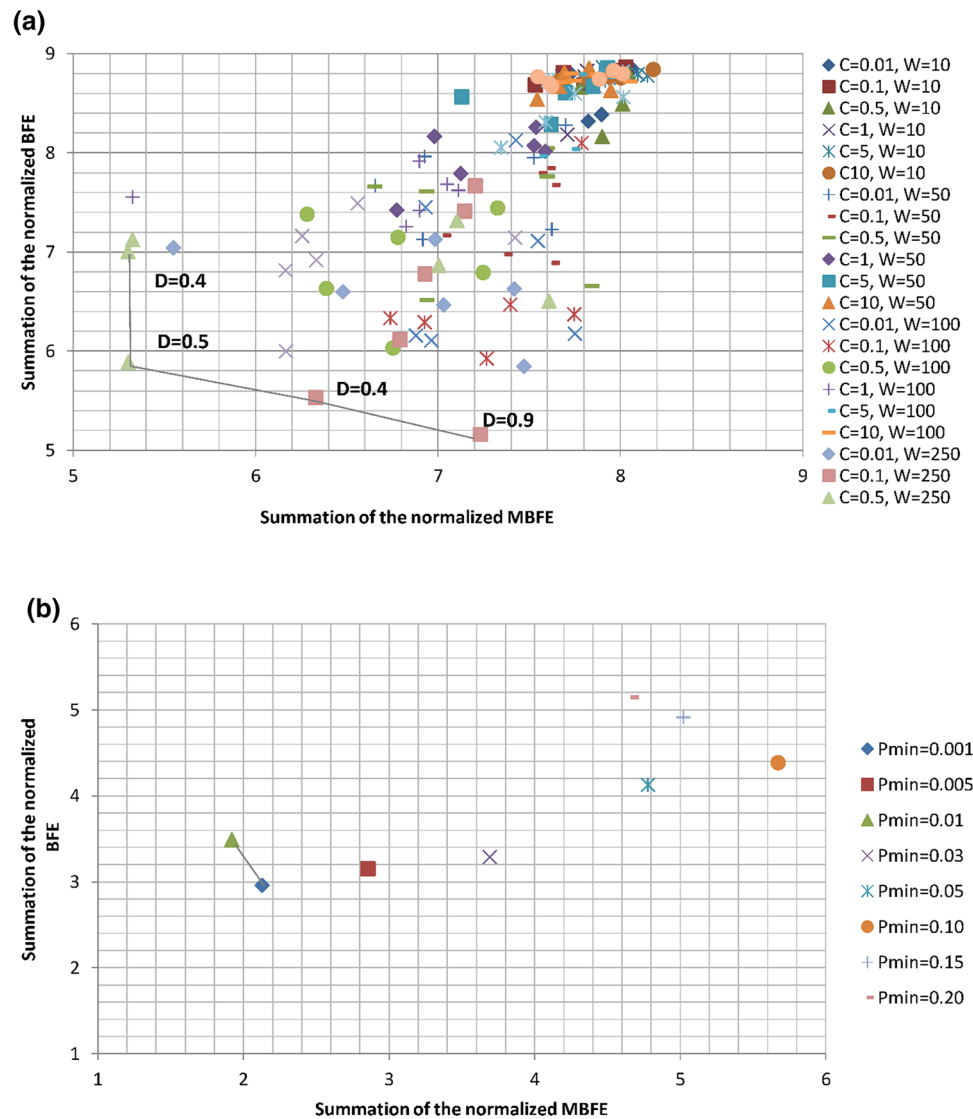 (a)
Summation of the normalized BFE
9
8
7
6
5
D=0.4
D=0.5
D=0.4
D=0.9
5 6 7 8 9
Summation of the normalized MBFE
C=0.01, W=10
C=0.1, W=10
C=0.5, W=10
C=1, W=10
C=5, W=10
C10, W=10
C=0.01, W=50
C=0.1, W=50
C=0.5, W=50
C=1, W=50
C=5, W=50
C=10, W=50
C=0.01, W=100
C=0.1, W=100
C=0.5, W=100
C=1, W=100
C=5, W=100
C=10, W=100
C=0.01, W=250
C=0.1, W=250
C=0.5, W=250
(b)
Summation of the normalized
BFE
6
5
4
3
2
1
1 2 3 4 5 6
Summation of the normalized MBFE
Pmin=0.001
Pmin=0.005
Pmin=0.01
Pmin=0.03
Pmin=0.05
Pmin=0.10
Pmin=0.15
Pmin=0.20